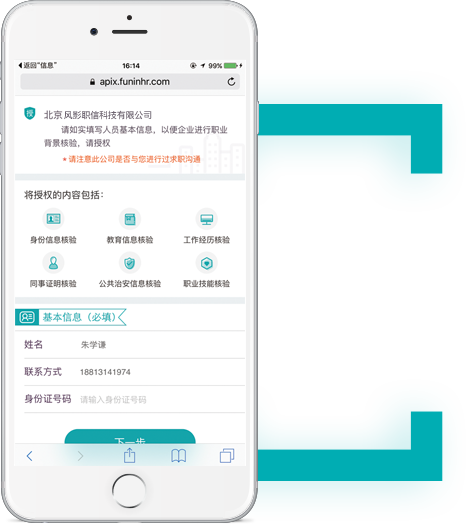 返回"信息"
16:14
99%
apix.funinhr.com
授
北京风影职信科技有限公司
请如实填写人员基本信息，以便企业进行职业
背景核验，请授权
*请注意此公司是否与您进行过求职沟通
将授权的内容包括：
身份信息核验 教育信息核验 工作经历核验
同事证明核验 公共治安信息核验 职业技能核验
基本信息（必填）
姓名 朱学谦
联系方式 18813141974
身份证号码 请输入身份证号码
下一步